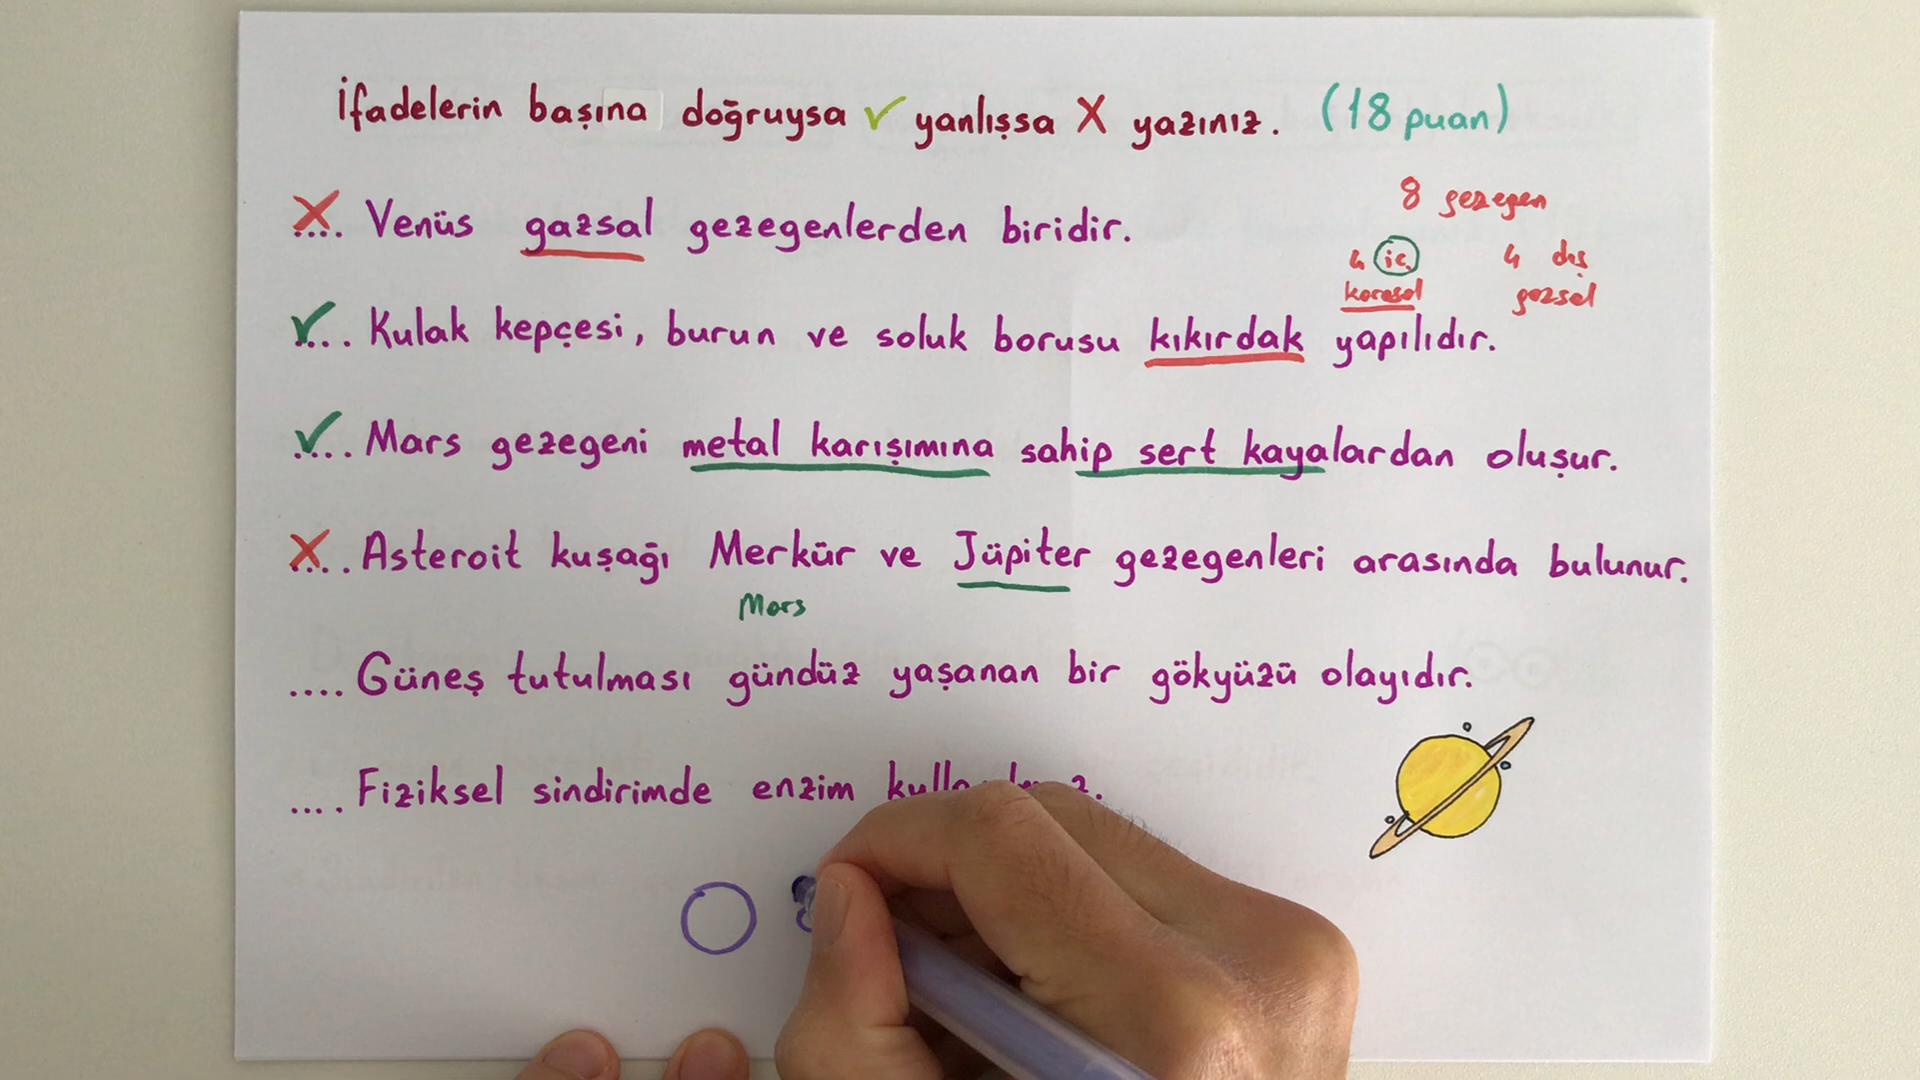 İfadelerin başına doğruysa ✓ yanlışsa X yazınız. (18 puan)
X.... Venüs gazsal gezegenlerden biridir.
8 gezegen
4 iç 4 dış
karasal gazsal
✓.... Kulak kepçesi, burun ve soluk borusu kıkırdak yapılıdır.
✓.... Mars gezegeni metal karışımına sahip sert kayalardan oluşur.
X.... Asteroit kuşağı Merkür ve Jüpiter gezegenleri arasında bulunur.
Mars
.... Güneş tutulması gündüz yaşanan bir gökyüzü olayıdır.
.... Fiziksel sindirimde enzim